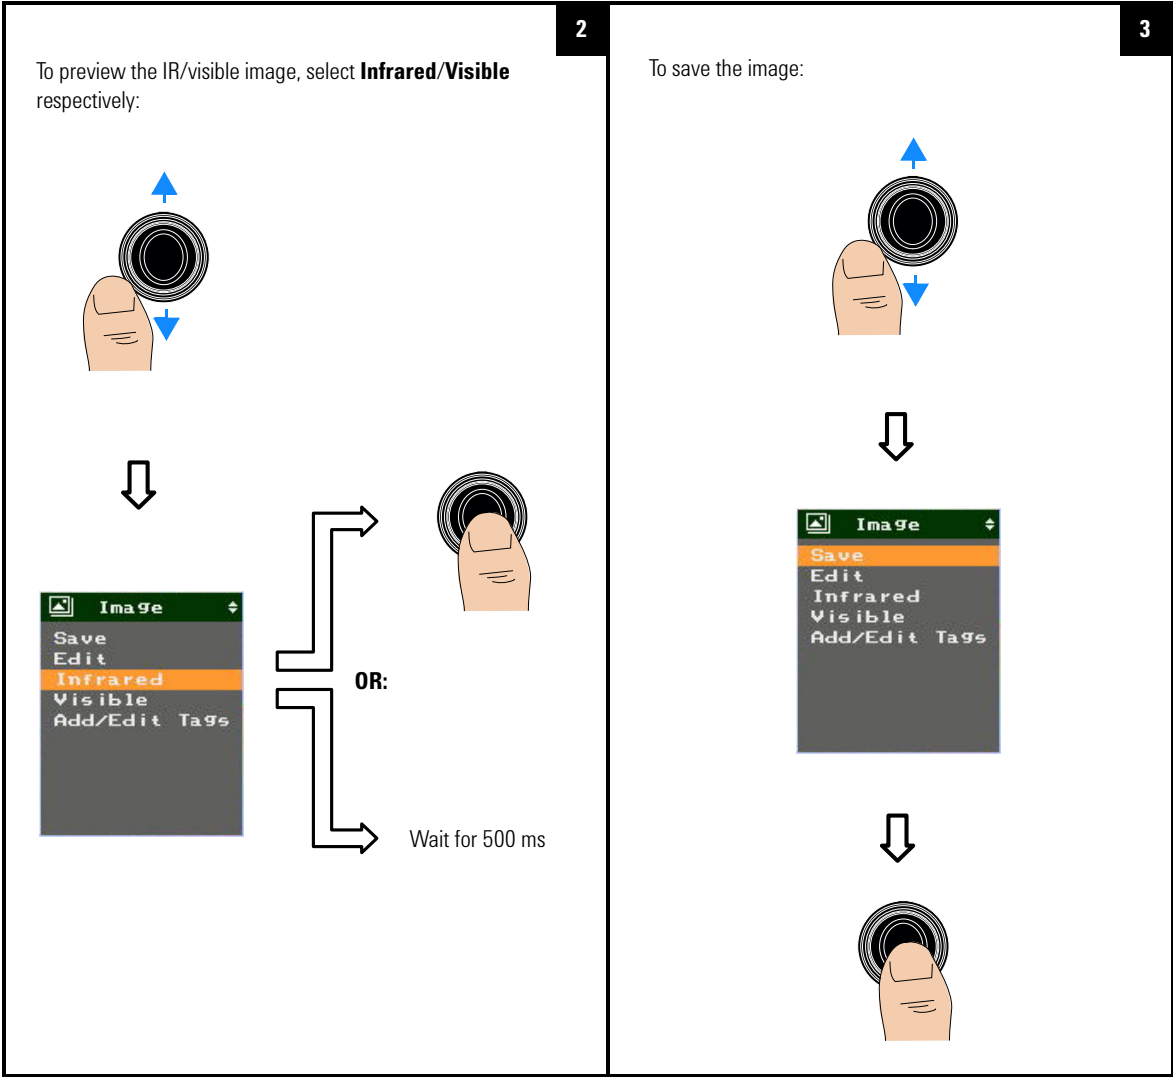 2
To preview the IR/visible image, select Infrared/Visible
respectively:
Image
Save
Edit
Infrared
Visible
Add/Edit Tags
OR:
Wait for 500 ms
3
To save the image:
Image
Save
Edit
Infrared
Visible
Add/Edit Tags